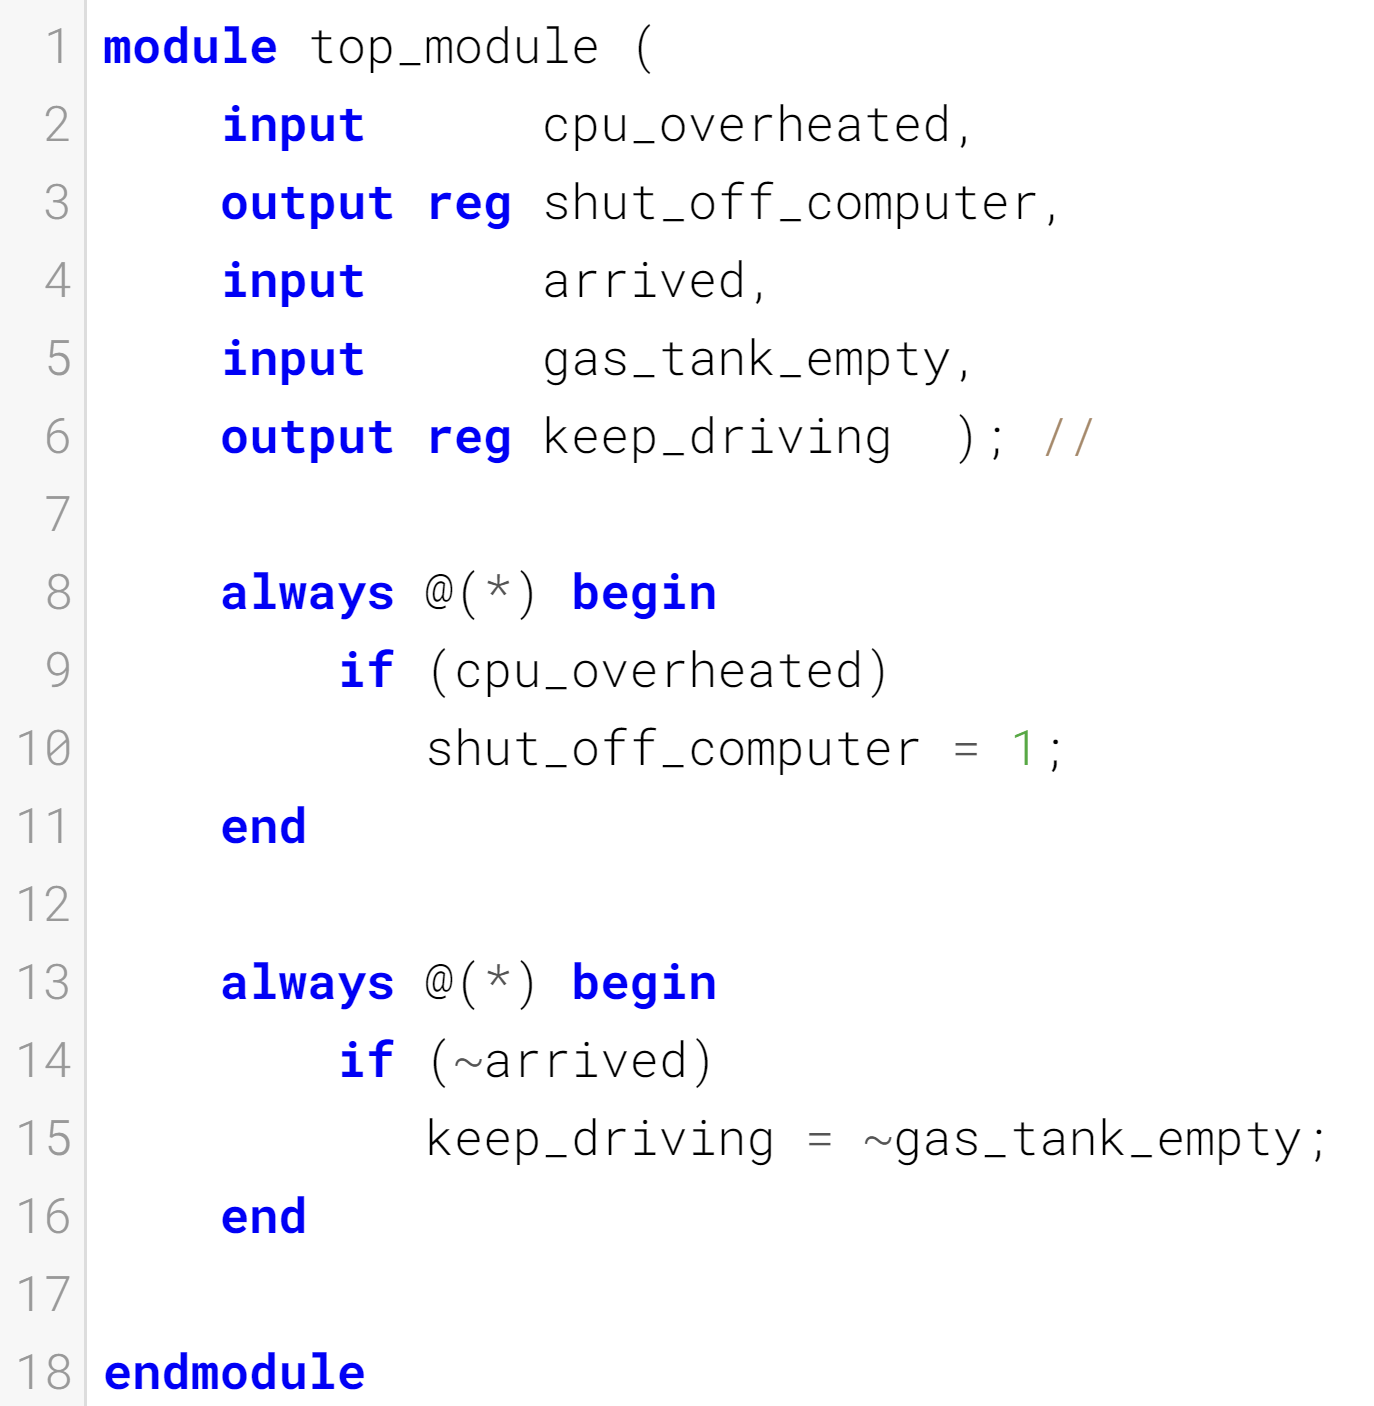 1 module top_module (
2     input      cpu_overheated,
3     output reg shut_off_computer,
4     input      arrived,
5     input      gas_tank_empty,
6     output reg keep_driving  ); //
7
8     always @(*) begin
9         if (cpu_overheated)
10            shut_off_computer = 1;
11     end
12
13     always @(*) begin
14         if (~arrived)
15            keep_driving = ~gas_tank_empty;
16     end
17
18 endmodule